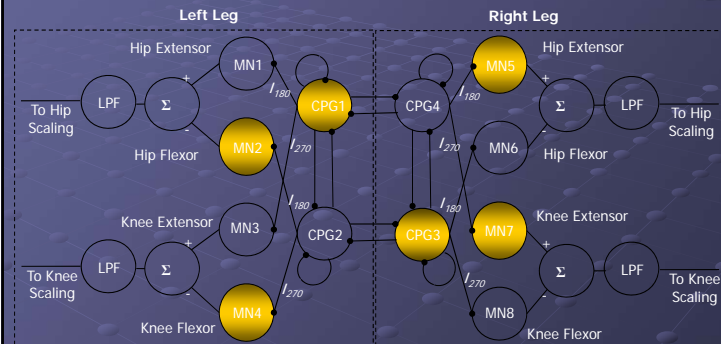 Left Leg
Right Leg
Hip Extensor
MN1
LPF
Σ
+
-
To Hip
Scaling
MN2
Hip Flexor
Knee Extensor
MN3
LPF
Σ
+
-
To Knee
Scaling
MN4
Knee Flexor
I180
I270
I180
I270
CPG1
CPG4
CPG2
CPG3
I180
I270
I180
I270
MN5
Hip Extensor
+
-
Σ
LPF
To Hip
Scaling
MN6
Hip Flexor
Knee Extensor
MN7
+
-
Σ
LPF
To Knee
Scaling
MN8
Knee Flexor